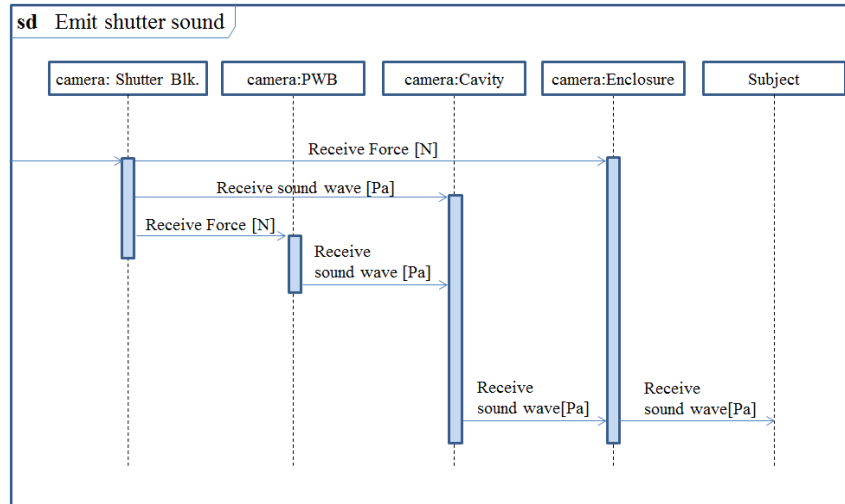 sd Emit shutter sound
camera: Shutter Blk.
camera:PWB
camera:Cavity
camera:Enclosure
Subject
Receive Force [N]
Receive sound wave [Pa]
Receive Force [N]
Receive
sound wave [Pa]
Receive
sound wave[Pa]
Receive
sound wave[Pa]